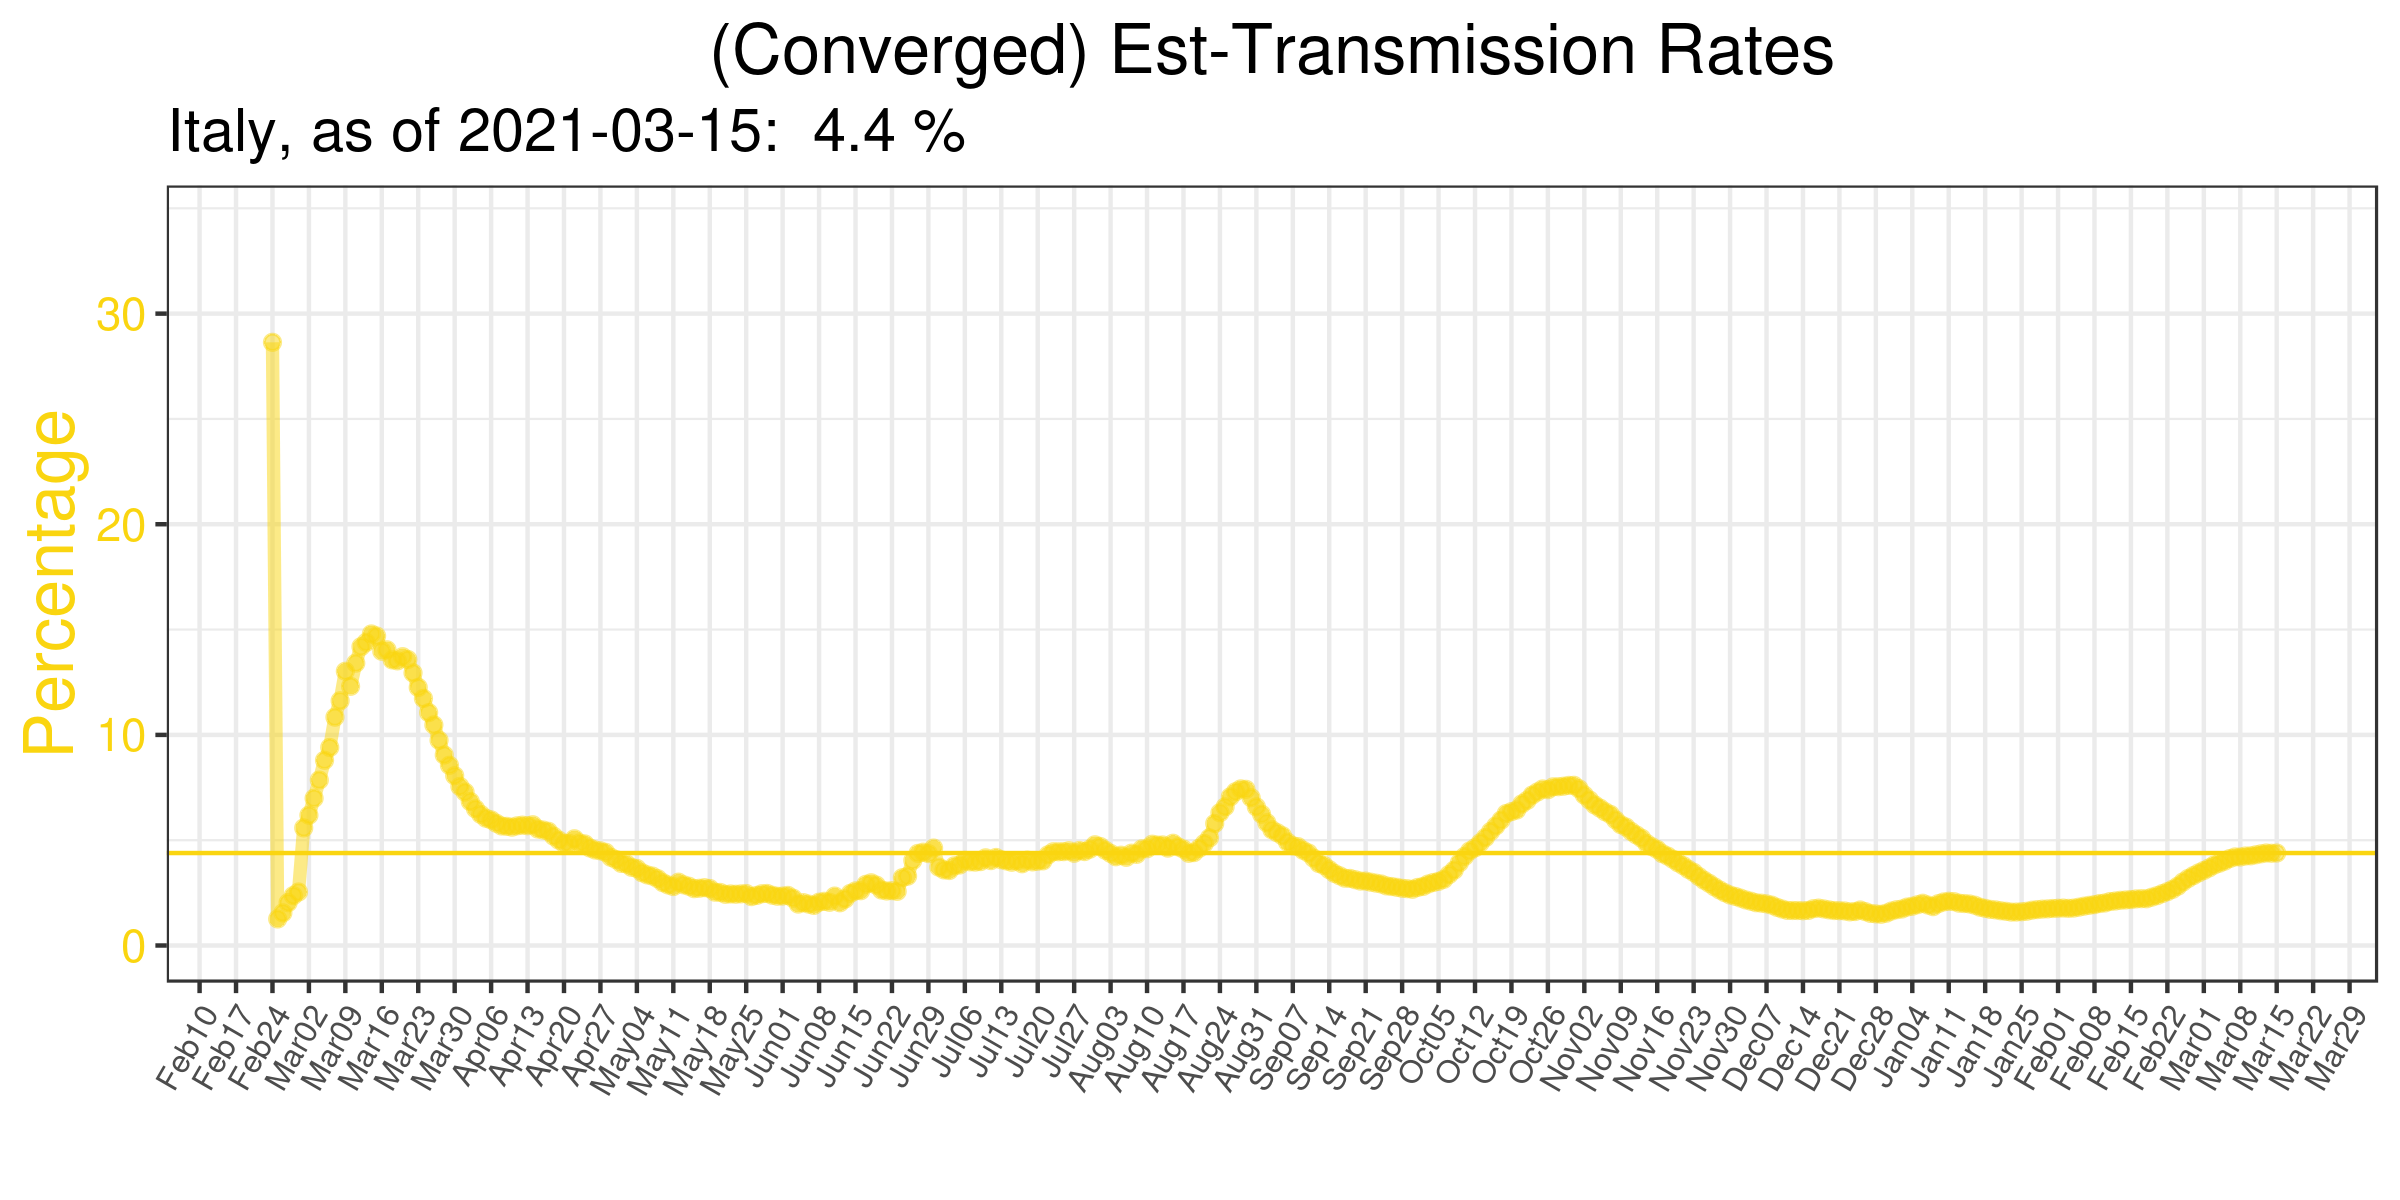 (Converged) Est-Transmission Rates
Italy, as of 2021-03-15:  4.4 %
Percentage
30
20
10
0
Feb10
Feb17
Feb24
Mar02
Mar09
Mar16
Mar23
Mar30
Apr06
Apr13
Apr20
Apr27
May04
May11
May18
May25
Jun01
Jun08
Jun15
Jun22
Jun29
Jul06
Jul13
Jul20
Jul27
Aug03
Aug10
Aug17
Aug24
Aug31
Sep07
Sep14
Sep21
Sep28
Oct05
Oct12
Oct19
Oct26
Nov02
Nov09
Nov16
Nov23
Nov30
Dec07
Dec14
Dec21
Dec28
Jan04
Jan11
Jan18
Jan25
Feb01
Feb08
Feb15
Feb22
Mar01
Mar08
Mar15
Mar22
Mar29